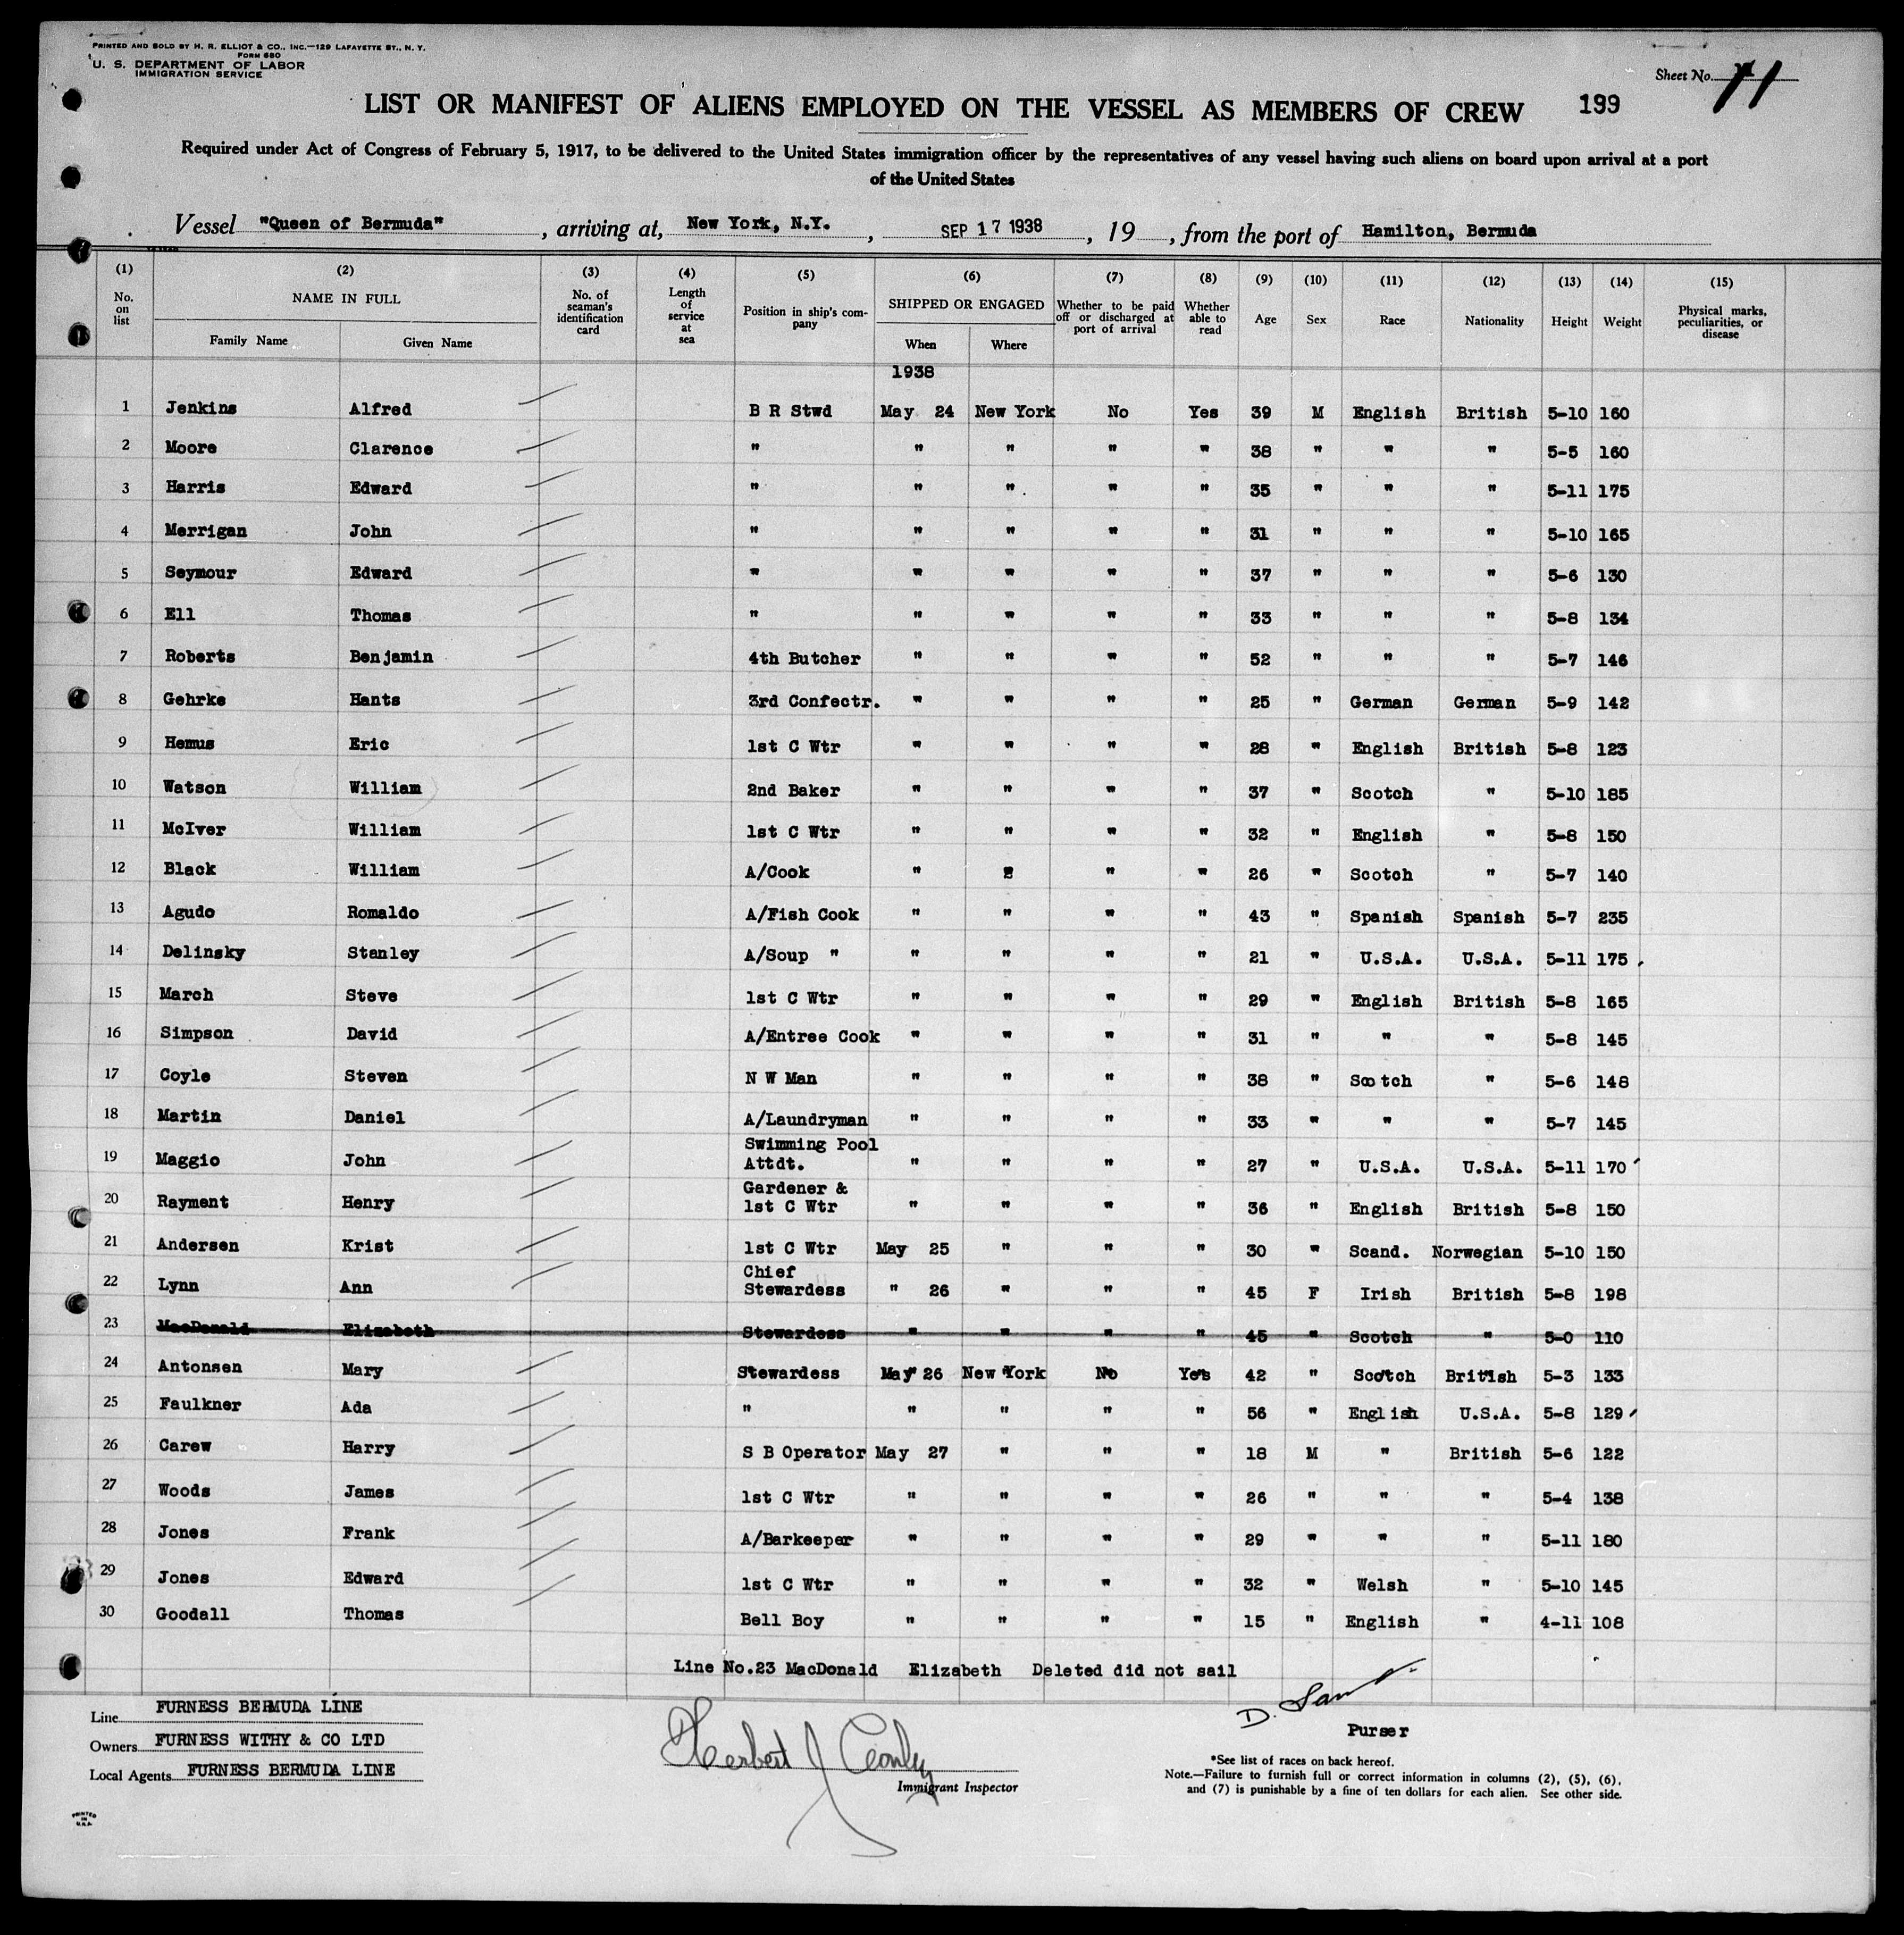 PRINTED AND SOLD BY H. R. ELLIOT & CO., INC.—129 LAFAYETTE ST., N. Y.
FORM 680
U. S. DEPARTMENT OF LABOR
IMMIGRATION SERVICE
Sheet No. 11
LIST OR MANIFEST OF ALIENS EMPLOYED ON THE VESSEL AS MEMBERS OF CREW 199
Required under Act of Congress of February 5, 1917, to be delivered to the United States immigration officer by the representatives of any vessel having such aliens on board upon arrival at a port
of the United States
Vessel "Queen of Bermuda", arriving at, New York, N.Y., SEP 17 1938, 19, from the port of Hamilton, Bermuda
(1) (2) (3) (4) (5) (6) (7) (8) (9) (10) (11) (12) (13) (14) (15)
No. on list NAME IN FULL Family Name Given Name No. of seaman's identification card Length of service at sea Position in ship's company SHIPPED OR ENGAGED When Where Whether to be paid off or discharged at port of arrival Whether able to read Age Sex Race Nationality Height Weight Physical marks, peculiarities, or disease
1938
1 Jenkins Alfred B R Stwd May 24 New York No Yes 39 M English British 5-10 160
2 Moore Clarence " " " " " 38 " " " 5-5 160
3 Harris Edward " " " " " 35 " " " 5-11 175
4 Merrigan John " " " " " 31 " " " 5-10 165
5 Seymour Edward " " " " " 37 " " " 5-6 130
6 Ell Thomas " " " " " 33 " " " 5-8 134
7 Roberts Benjamin 4th Butcher " " " " 52 " " " 5-7 146
8 Gehrke Hants 3rd Confectr. " " " " 25 " German German 5-9 142
9 Hemus Eric 1st C Wtr " " " " 28 " English British 5-8 123
10 Watson William 2nd Baker " " " " 37 " Scotch " 5-10 185
11 McIver William 1st C Wtr " " " " 32 " English " 5-8 150
12 Black William A/Cook " " " " 26 " Scotch " 5-7 140
13 Agudo Romaldo A/Fish Cook " " " " 43 " Spanish Spanish 5-7 235
14 Delinsky Stanley A/Soup " " " " " 21 " U.S.A. U.S.A. 5-11 175
15 March Steve 1st C Wtr " " " " 29 " English British 5-8 165
16 Simpson David A/Entree Cook " " " " 31 " " " 5-8 145
17 Coyle Steven N W Man " " " " 38 " Scotch " 5-6 148
18 Martin Daniel A/Laundryman " " " " 33 " " " 5-7 145
19 Maggio John Swimming Pool Attdt. " " " " 27 " U.S.A. U.S.A. 5-11 170
20 Rayment Henry Gardener & 1st C Wtr " " " " 36 " English British 5-8 150
21 Andersen Krist 1st C Wtr May 25 " " " 30 " Scand. Norwegian 5-10 150
22 Lynn Ann Chief Stewardess " 26 " " " 45 F Irish British 5-8 198
23 MacDonald Elizabeth Stewardess " " " " 45 " Scotch " 5-0 110
24 Antonsen Mary Stewardess May 26 New York No Yes 42 " Scotch British 5-3 133
25 Faulkner Ada " " " " " 56 " English U.S.A. 5-8 129
26 Carew Harry S B Operator May 27 " " " 18 M " British 5-6 122
27 Woods James 1st C Wtr " " " " 26 " " " 5-4 138
28 Jones Frank A/Barkeeper " " " " 29 " " " 5-11 180
29 Jones Edward 1st C Wtr " " " " 32 " Welsh " 5-10 145
30 Goodall Thomas Bell Boy " " " " 15 " English " 4-11 108
Line No.23 MacDonald Elizabeth Deleted did not sail
Line FURNESS BERMUDA LINE
Owners FURNESS WITHY & CO LTD
Local Agents FURNESS BERMUDA LINE
Herbert J
Immigrant Inspector
D.
Purser
*See list of races on back hereof.
Note.—Failure to furnish full or correct information in columns (2), (5), (6),
and (7) is punishable by a fine of ten dollars for each alien. See other side.
PRINTED
IN
U.S.A.